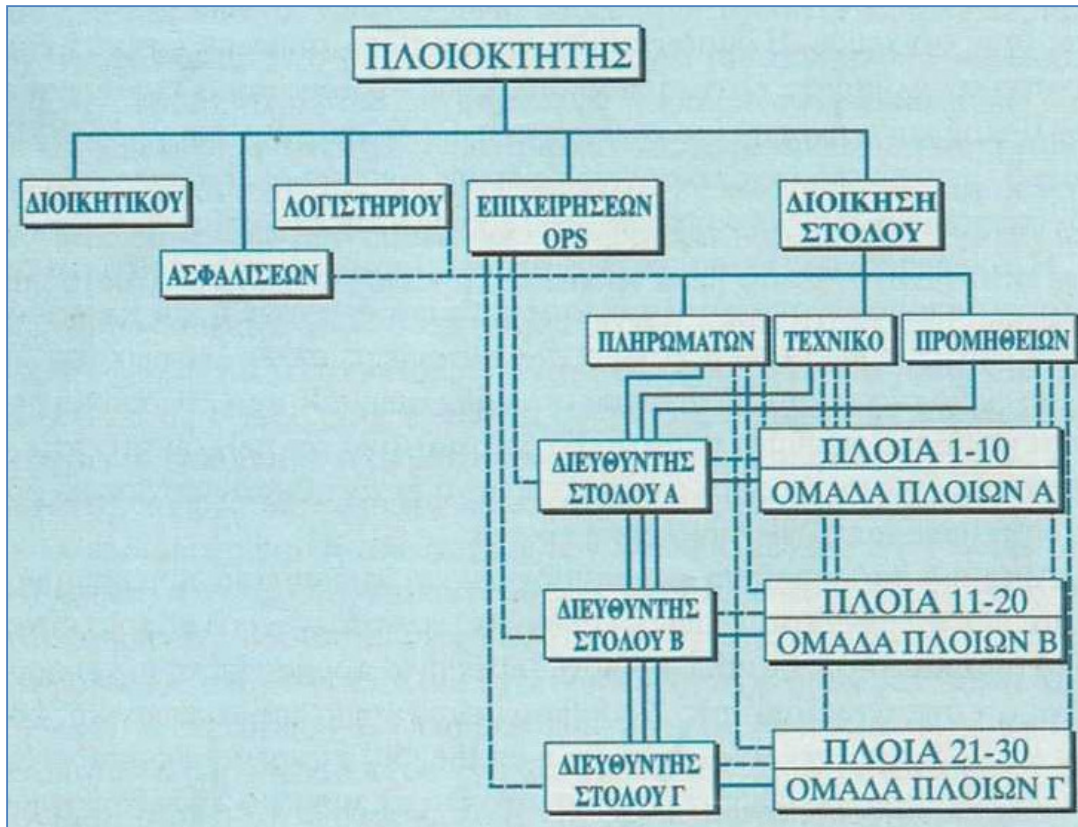 ΠΛΟΙΟΚΤΗΤΗΣ
ΔΙΟΙΚΗΤΙΚΟΥ
ΛΟΓΙΣΤΗΡΙΟΥ
ΕΠΙΧΕΙΡΗΣΕΩΝ
OPS
ΔΙΟΙΚΗΣΗ
ΣΤΟΛΟΥ
ΑΣΦΑΛΙΣΕΩΝ
ΠΛΗΡΩΜΑΤΩΝ
ΤΕΧΝΙΚΟ
ΠΡΟΜΗΘΕΙΩΝ
ΔΙΕΥΘΥΝΤΗΣ
ΣΤΟΛΟΥ Α
ΠΛΟΙΑ 1-10
ΟΜΑΔΑ ΠΛΟΙΩΝ Α
ΔΙΕΥΘΥΝΤΗΣ
ΣΤΟΛΟΥ Β
ΠΛΟΙΑ 11-20
ΟΜΑΔΑ ΠΛΟΙΩΝ Β
ΔΙΕΥΘΥΝΤΗΣ
ΣΤΟΛΟΥ Γ
ΠΛΟΙΑ 21-30
ΟΜΑΔΑ ΠΛΟΙΩΝ Γ